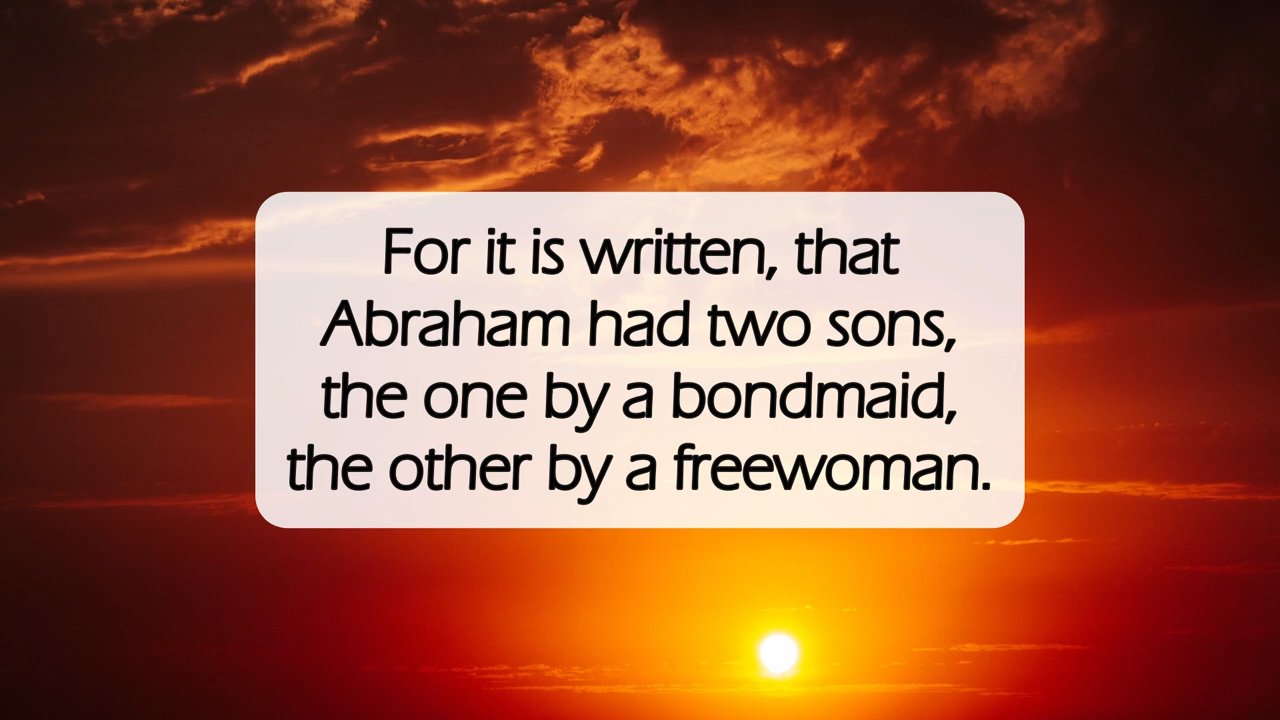 For it is written, that
Abraham had two sons,
the one by a bondmaid,
the other by a freewoman.